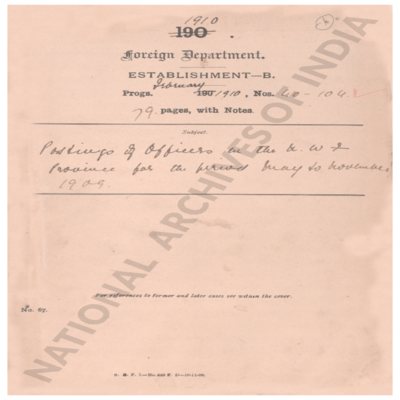 1910
190
Foreign Department.
ESTABLISHMENT—B.
February
Progs. 190 1910, Nos. 40-104
79 pages, with Notes.
Subject.
Postings of Officers in the N. W. F.
Province for the period May to November
1909.
For references to former and later cases see within the cover.
No. 67.
NATIONAL ARCHIVES OF INDIA